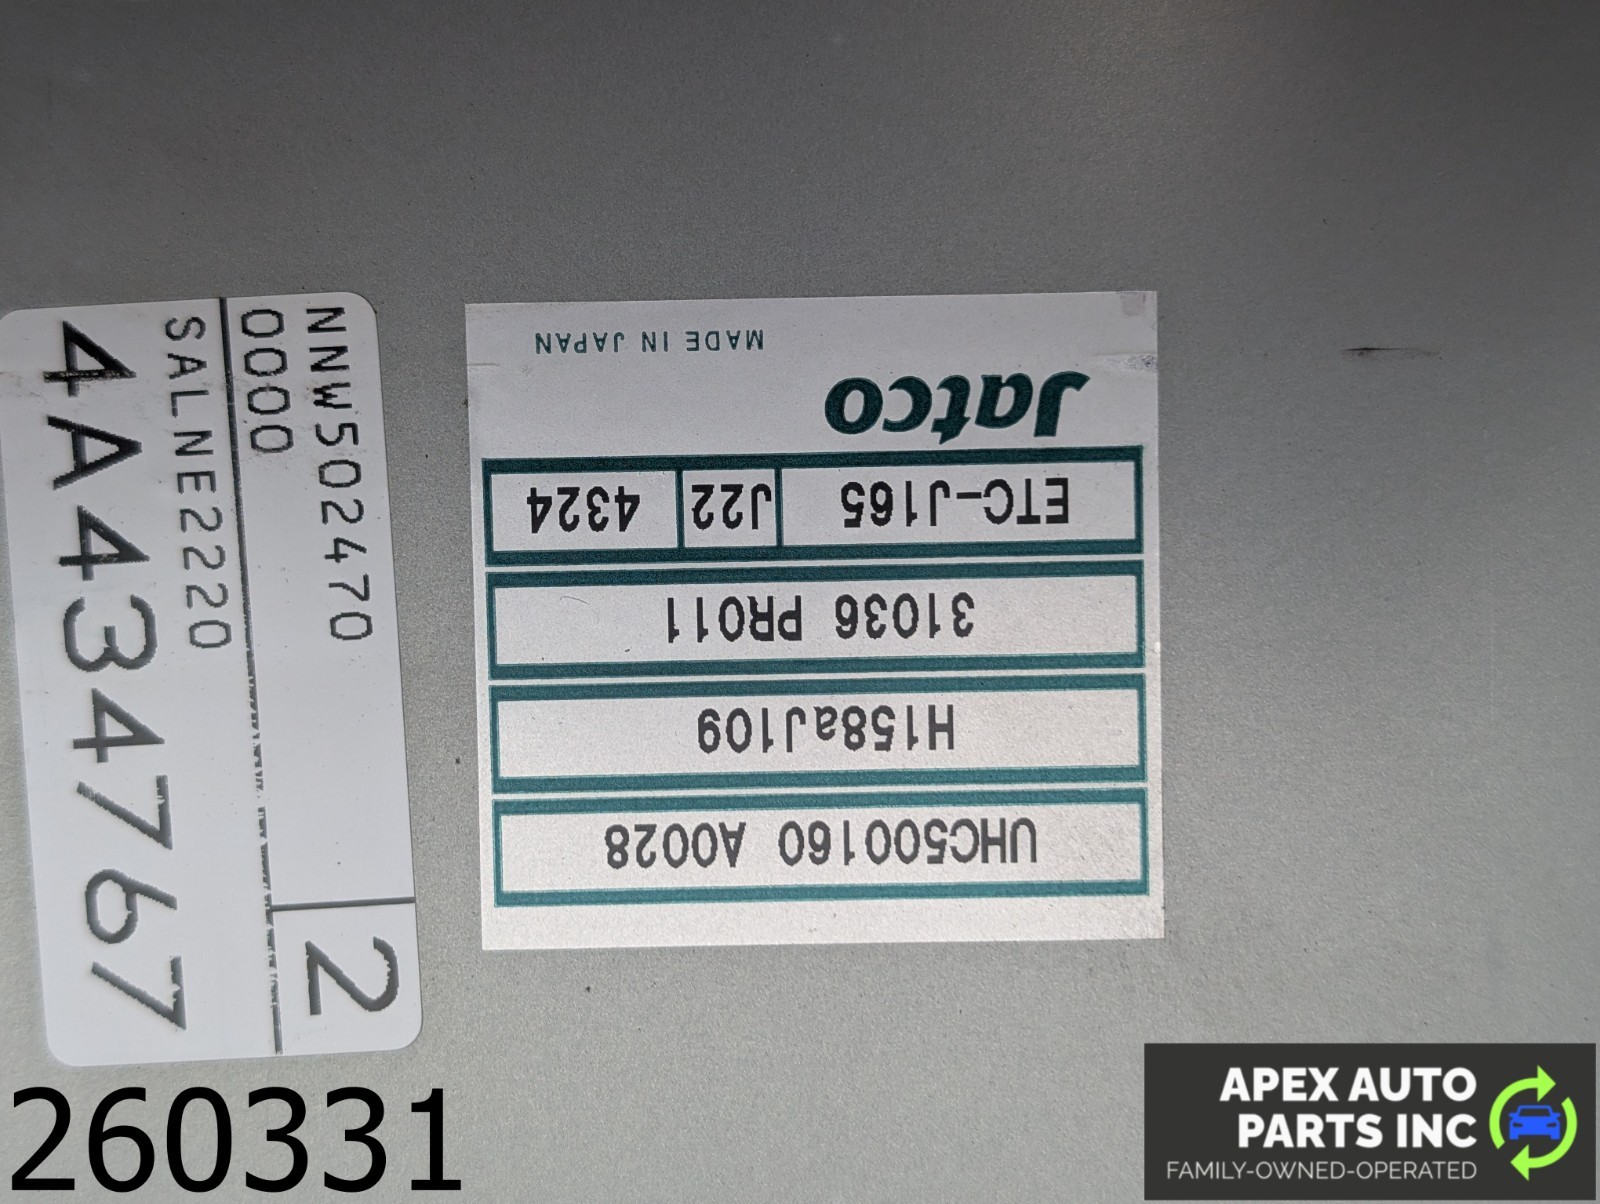 NNW502470
0000
2
SALNE2220
4A434767
UHC500160 A0028
H158aJ109
31036 PR011
ETC-J165 J22 4324
Jatco
MADE IN JAPAN
260331
APEX AUTO
PARTS INC
FAMILY-OWNED-OPERATED